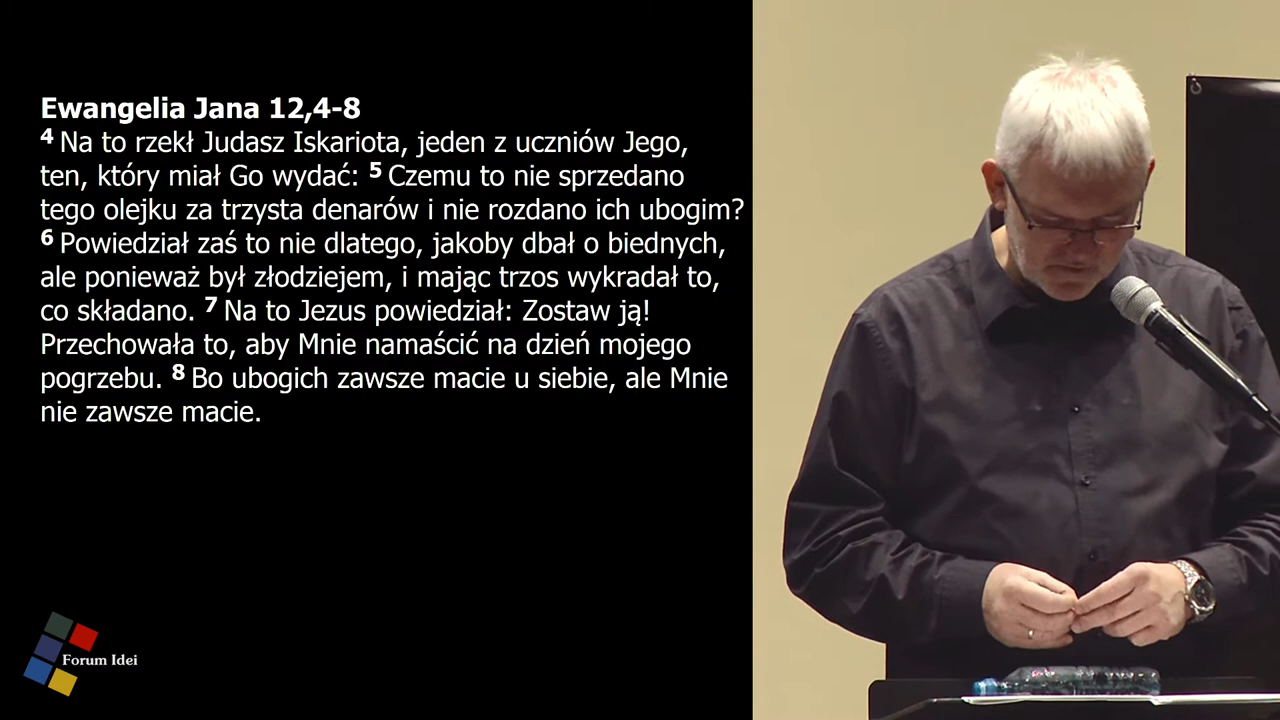 Ewangelia Jana 12,4-8
4 Na to rzekł Judasz Iskariota, jeden z uczniów Jego,
ten, który miał Go wydać: 5 Czemu to nie sprzedano
tego olejku za trzysta denarów i nie rozdano ich ubogim?
6 Powiedział zaś to nie dlatego, jakoby dbał o biednych,
ale ponieważ był złodziejem, i mając trzos wykradał to,
co składano. 7 Na to Jezus powiedział: Zostaw ją!
Przechowała to, aby Mnie namaścić na dzień mojego
pogrzebu. 8 Bo ubogich zawsze macie u siebie, ale Mnie
nie zawsze macie.
Forum Idei